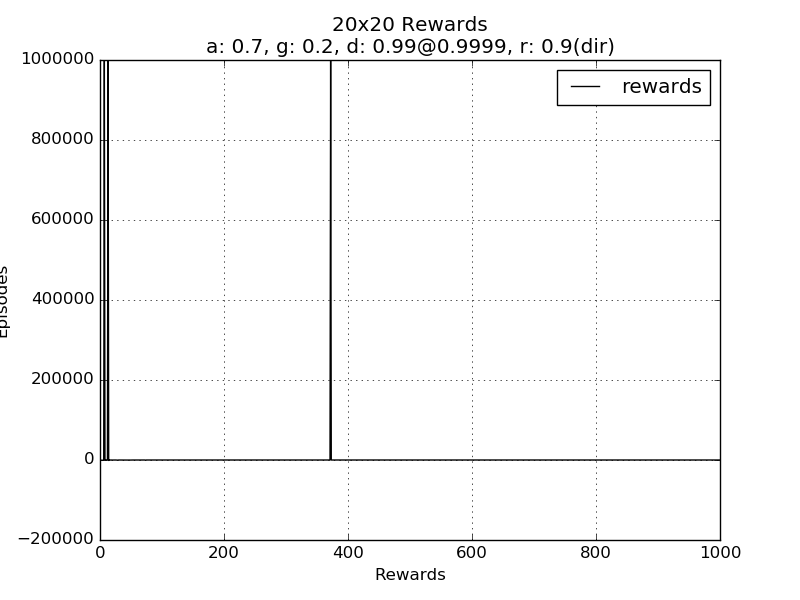 20x20 Rewards
a: 0.7, g: 0.2, d: 0.99@0.9999, r: 0.9(dir)
1000000
rewards
800000
600000
400000
Episodes
200000
0
−200000
0 200 400 600 800 1000
Rewards